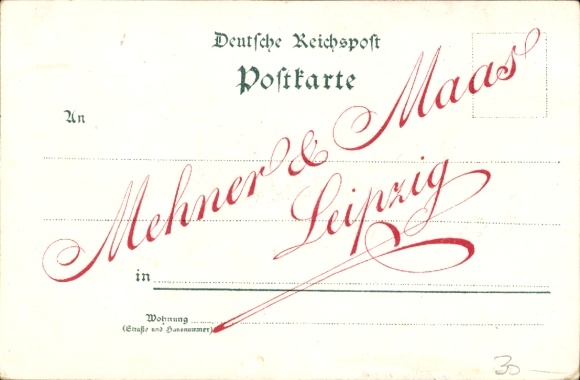 Deutsche Reichspost
Postkarte
An
Mehner & Maas
Leipzig
in
Wohnung
(Straße und Hausnummer)
30 –